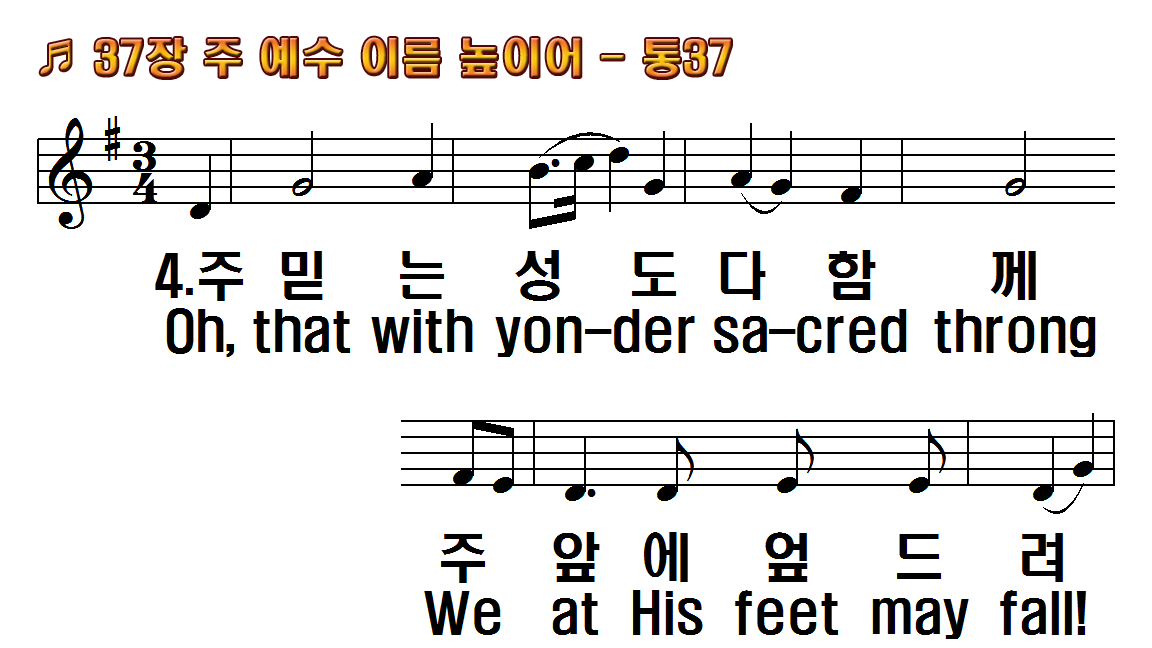 ♬ 37장 주 예수 이름 높이어 - 통37
3
4
4.주 믿 는 성 도 다 함 께
Oh, that with yon-der sa-cred throng
주 앞 에 엎 드 려
We at His feet may fall!